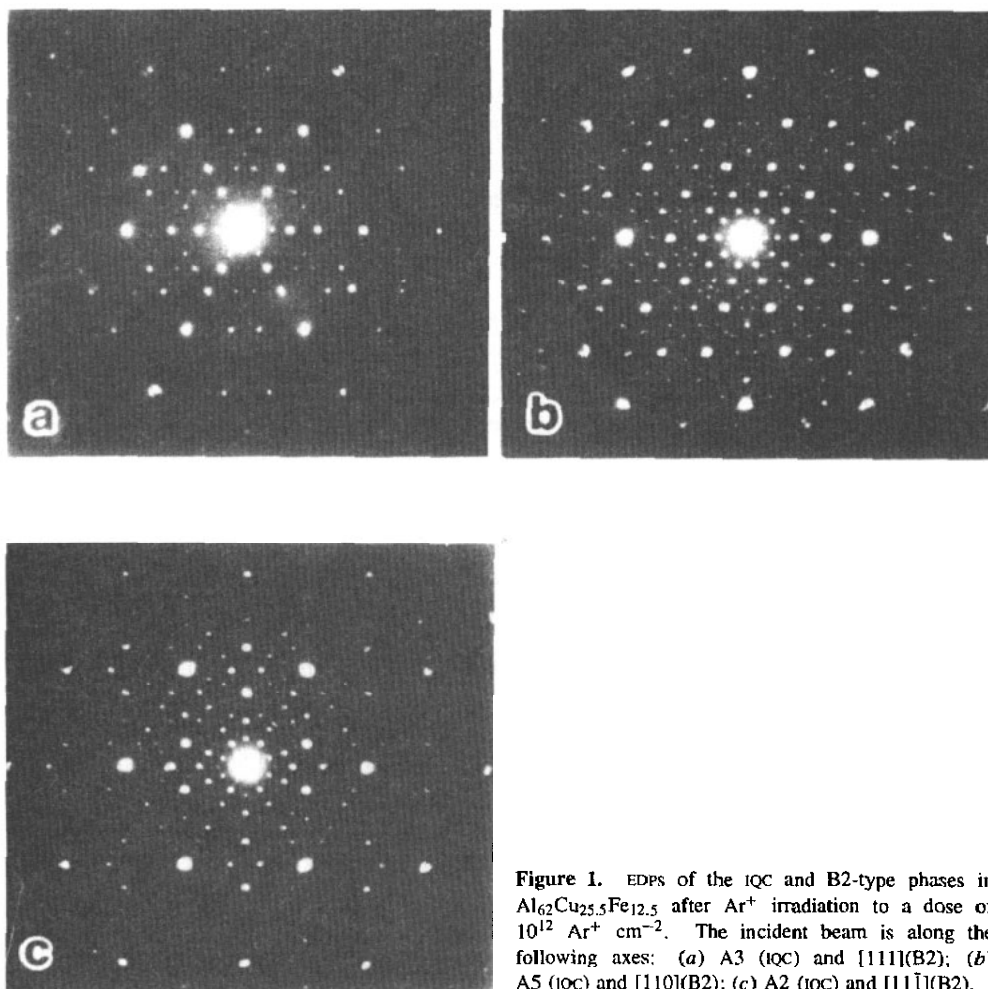 a
b
c
Figure 1. EDPS of the IQC and B2-type phases in
Al62Cu25.5Fe12.5 after Ar+ irradiation to a dose of
10^12 Ar+ cm−2. The incident beam is along the
following axes: (a) A3 (IQC) and [111](B2); (b)
A5 (IQC) and [110](B2); (c) A2 (IQC) and [111̄](B2).